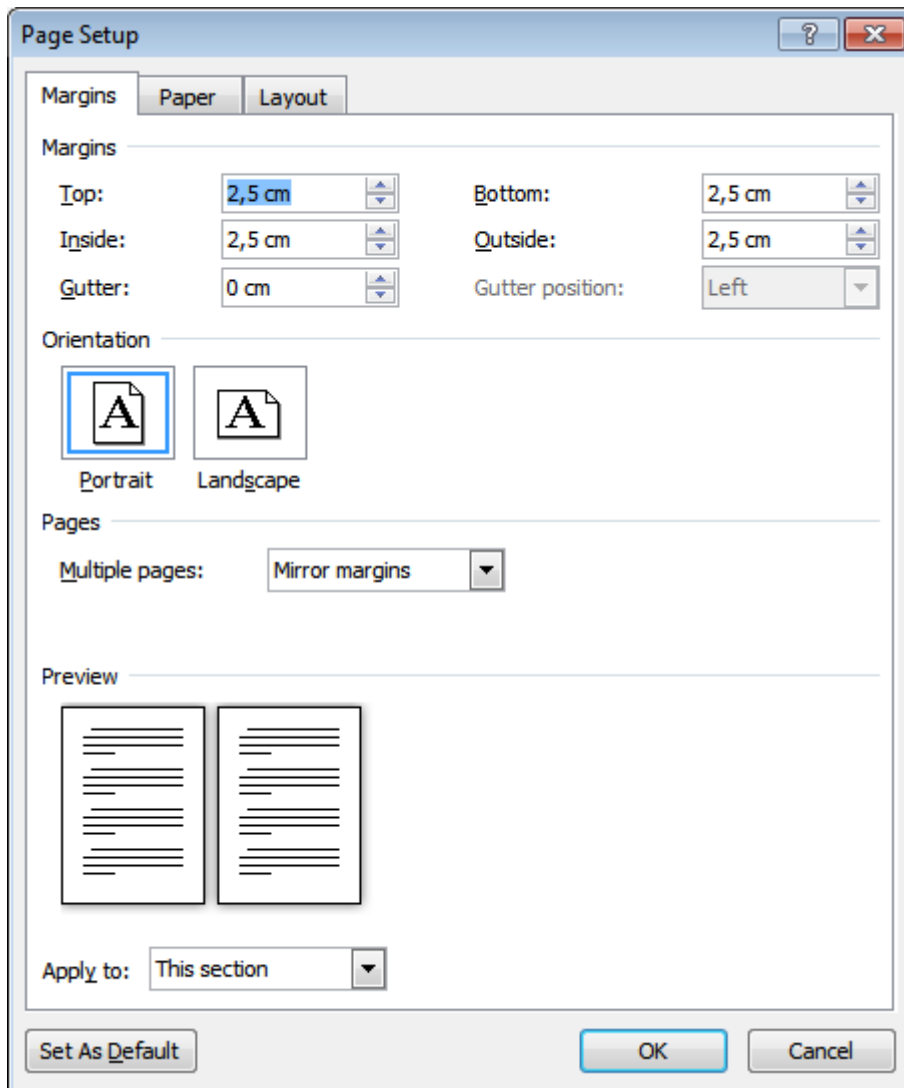 Page Setup
Margins Paper Layout
Margins
Top: 2,5 cm Bottom: 2,5 cm
Inside: 2,5 cm Outside: 2,5 cm
Gutter: 0 cm Gutter position: Left
Orientation
A A
Portrait Landscape
Pages
Multiple pages: Mirror margins
Preview
Apply to: This section
Set As Default OK Cancel